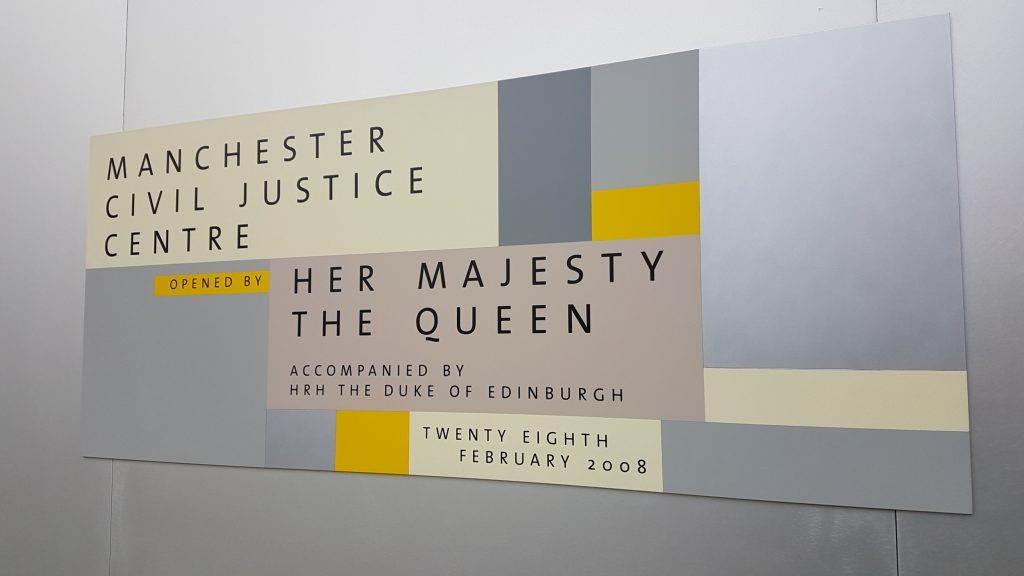 MANCHESTER
CIVIL JUSTICE
CENTRE
OPENED BY
HER MAJESTY
THE QUEEN
ACCOMPANIED BY
HRH THE DUKE OF EDINBURGH
TWENTY EIGHTH
FEBRUARY 2008